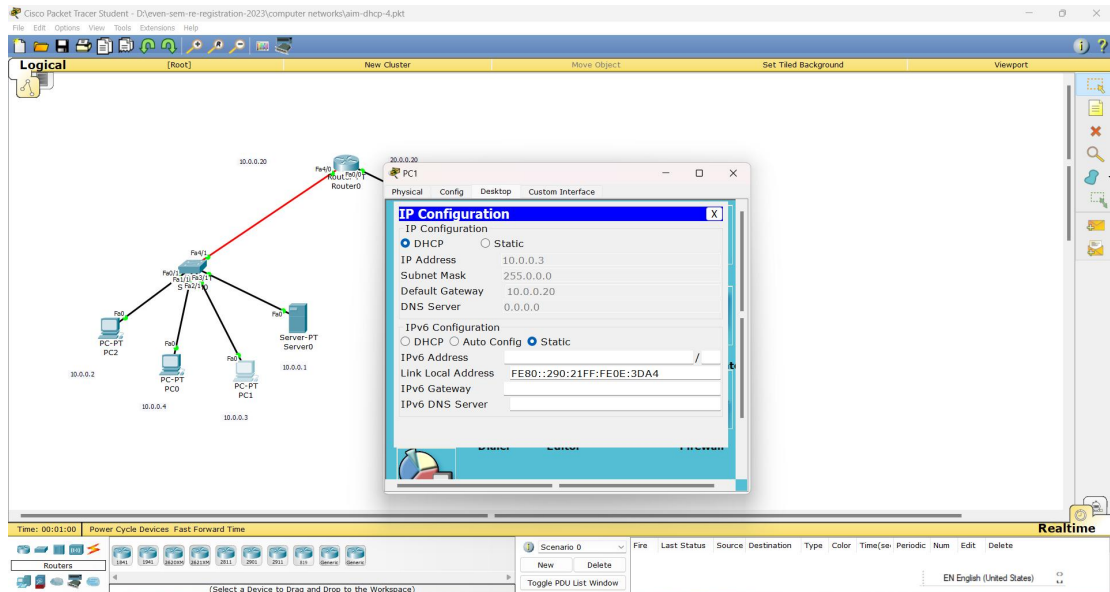 Cisco Packet Tracer Student - D:\even-sem-re-registration-2023\computer networks\aim-dhcp-4.pkt
File Edit Options View Tools Extensions Help
Logical [Root] New Cluster Move Object Set Tiled Background Viewport
10.0.0.20
20.0.0.20
Fa4/0
Fa0/0
Router0
Fa4/1
Fa0/1
Fa1/1
Fa3/1
Fa2/1
Fa0
PC-PT
PC2
10.0.0.2
Fa0
PC-PT
PC0
10.0.0.4
Fa0
PC-PT
PC1
10.0.0.3
Fa0
Server-PT
Server0
10.0.0.1
PC1
Physical Config Desktop Custom Interface
IP Configuration X
IP Configuration
DHCP Static
IP Address 10.0.0.3
Subnet Mask 255.0.0.0
Default Gateway 10.0.0.20
DNS Server 0.0.0.0
IPv6 Configuration
DHCP Auto Config Static
IPv6 Address /
Link Local Address FE80::290:21FF:FE0E:3DA4
IPv6 Gateway
IPv6 DNS Server
Time: 00:01:00 Power Cycle Devices Fast Forward Time Realtime
Routers
1841 1941 2620XM 2621XM 2811 2901 2911 819 Generic Generic
(Select a Device to Drag and Drop to the Workspace)
Scenario 0
New Delete
Toggle PDU List Window
Fire Last Status Source Destination Type Color Time(se Periodic Num Edit Delete
EN English (United States)